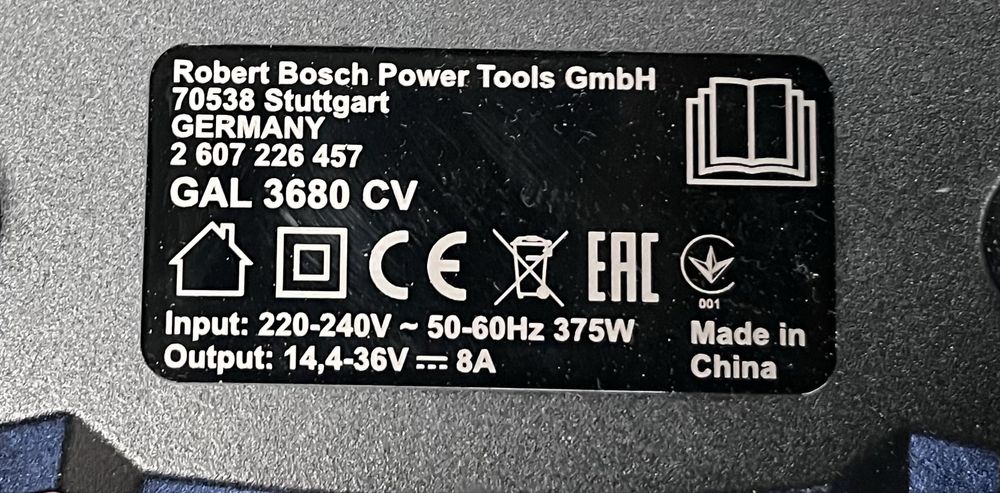 Robert Bosch Power Tools GmbH
70538 Stuttgart
GERMANY
2 607 226 457
GAL 3680 CV
CE
EAC
001
Input: 220-240V ~ 50-60Hz 375W
Output: 14,4-36V ⎓ 8A
Made in
China